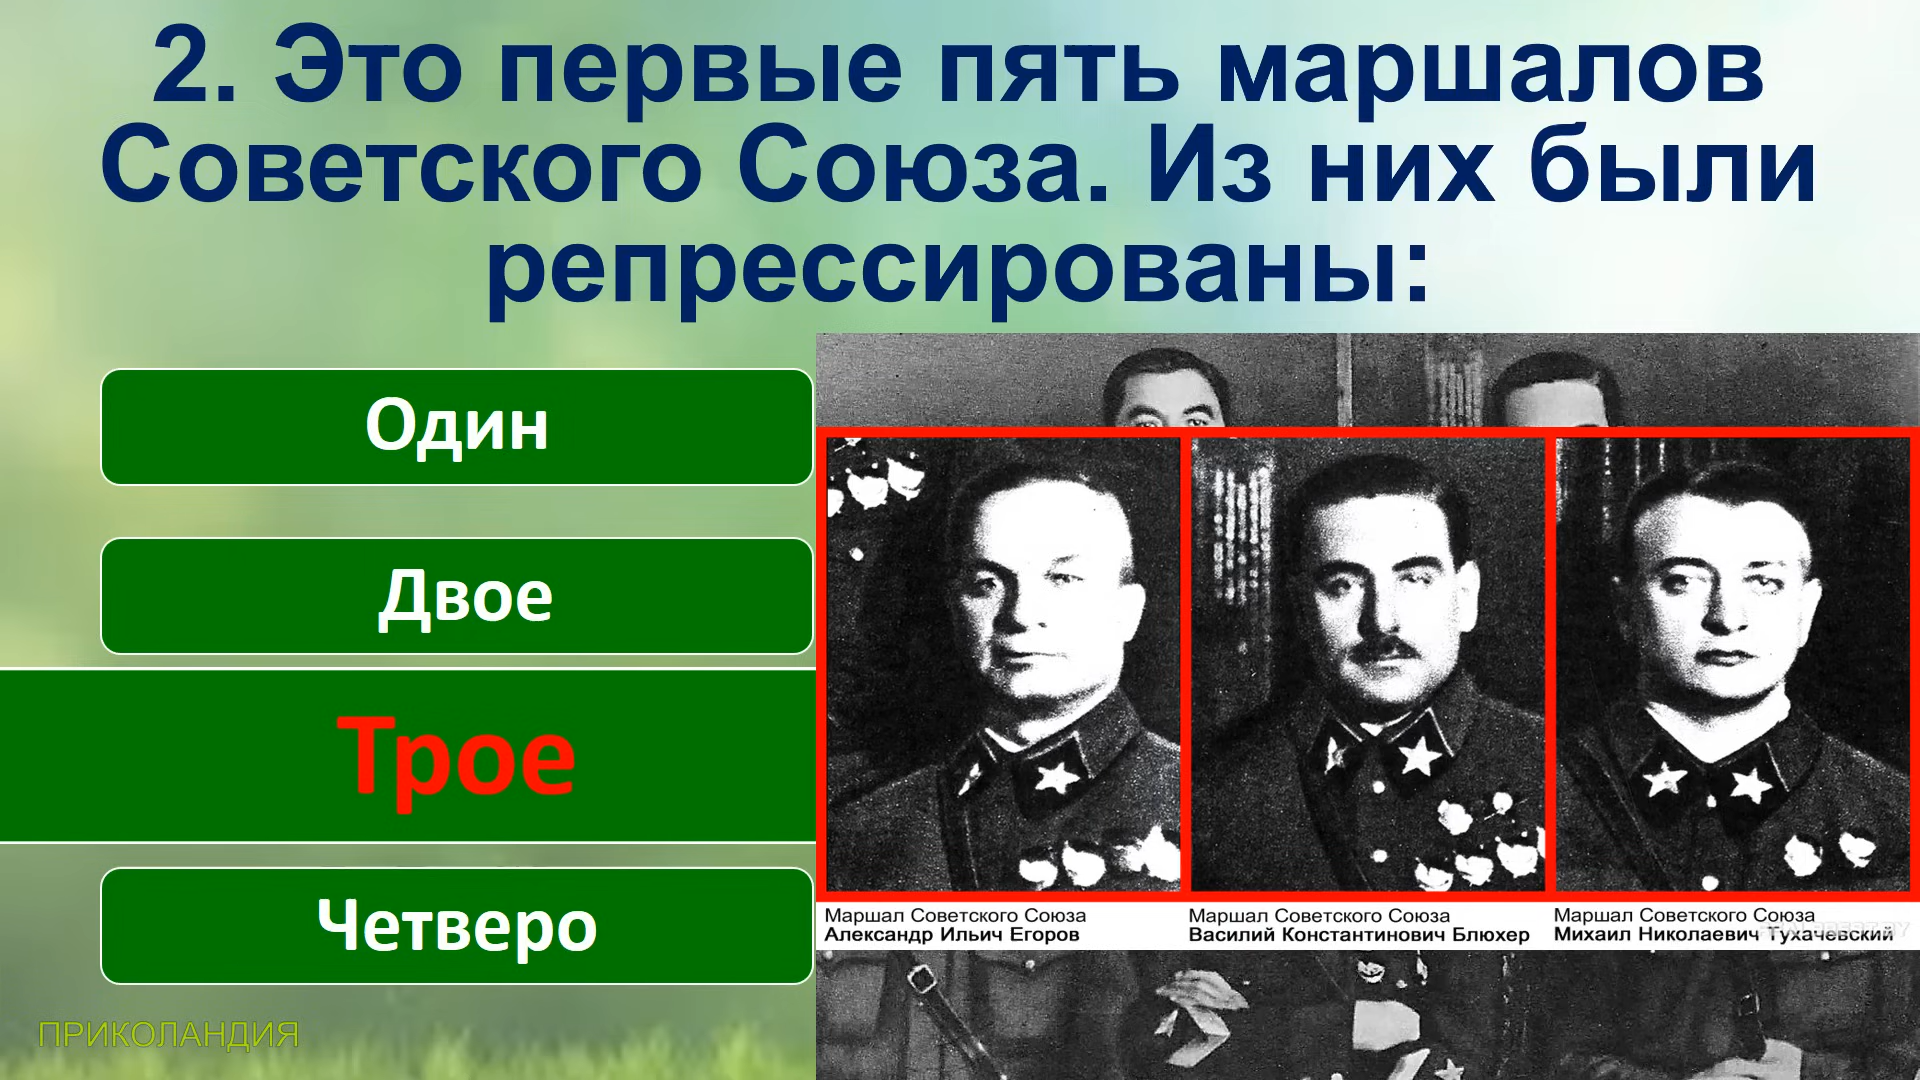 2. Это первые пять маршалов
Советского Союза. Из них были
репрессированы:
Один
Двое
Трое
Четверо
Маршал Советского Союза
Александр Ильич Егоров
Маршал Советского Союза
Василий Константинович Блюхер
Маршал Советского Союза
Михаил Николаевич Тухачевский
ПРИКОЛАНДИЯ